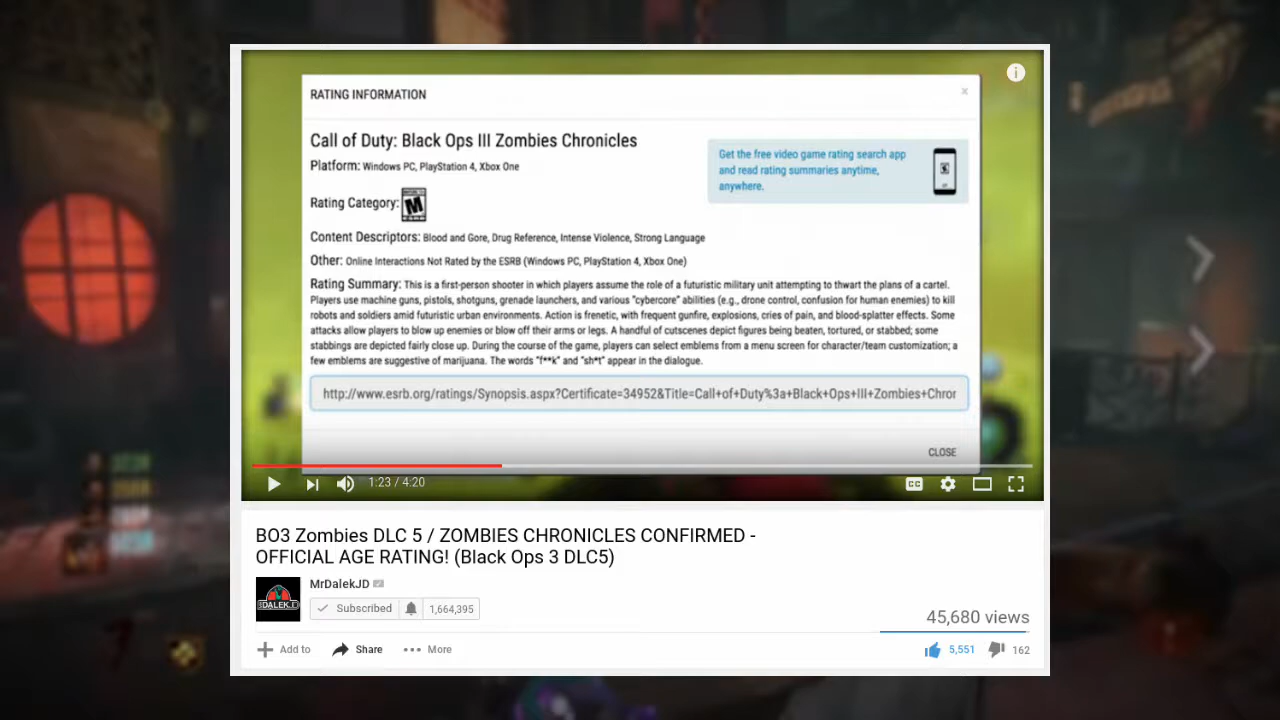 RATING INFORMATION
×
Call of Duty: Black Ops III Zombies Chronicles
Platform: Windows PC, PlayStation 4, Xbox One
Get the free video game rating search app
and read rating summaries anytime,
anywhere.
Rating Category: M
Content Descriptors: Blood and Gore, Drug Reference, Intense Violence, Strong Language
Other: Online Interactions Not Rated by the ESRB (Windows PC, PlayStation 4, Xbox One)
Rating Summary: This is a first-person shooter in which players assume the role of a futuristic military unit attempting to thwart the plans of a cartel.
Players use machine guns, pistols, shotguns, grenade launchers, and various "cybercore" abilities (e.g., drone control, confusion for human enemies) to kill
robots and soldiers amid futuristic urban environments. Action is frenetic, with frequent gunfire, explosions, cries of pain, and blood-splatter effects. Some
attacks allow players to blow up enemies or blow off their arms or legs. A handful of cutscenes depict figures being beaten, tortured, or stabbed; some
stabbings are depicted fairly close up. During the course of the game, players can select emblems from a menu screen for character/team customization; a
few emblems are suggestive of marijuana. The words "f**k" and "sh*t" appear in the dialogue.
http://www.esrb.org/ratings/Synopsis.aspx?Certificate=34952&Title=Call+of+Duty%3a+Black+Ops+III+Zombies+Chror
CLOSE
1:23 / 4:20
CC
BO3 Zombies DLC 5 / ZOMBIES CHRONICLES CONFIRMED -
OFFICIAL AGE RATING! (Black Ops 3 DLC5)
MrDalekJD
Subscribed 1,664,395
45,680 views
Add to Share More
5,551 162